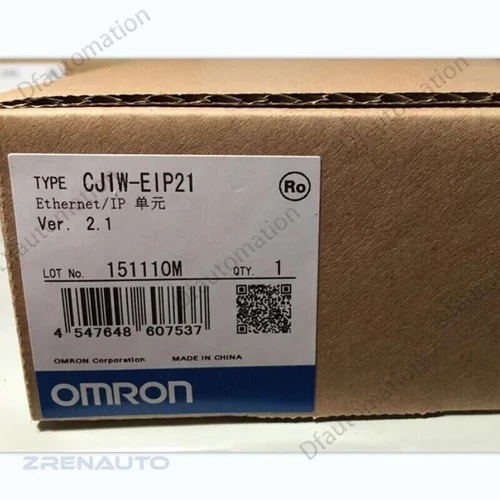 TYPE CJ1W-EIP21
Ro
Ethernet/IP 单元
Ver. 2.1
LOT No. 151110M QTY. 1
4 547648 607537
OMRON Corporation MADE IN CHINA
OMRON
ZRENAUTO
Dfautomation
Dfautomation
Dfautomation
Dfautomation
Dfautomation